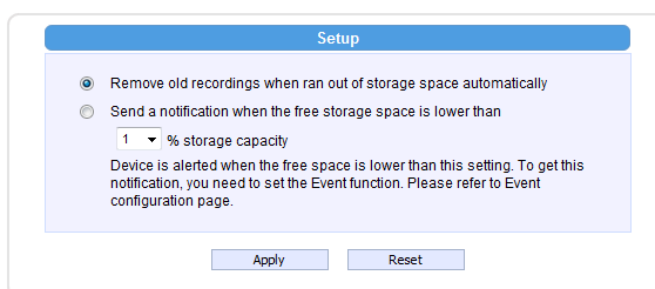 Setup
Remove old recordings when ran out of storage space automatically
Send a notification when the free storage space is lower than
1 % storage capacity
Device is alerted when the free space is lower than this setting. To get this
notification, you need to set the Event function. Please refer to Event
configuration page.
Apply Reset